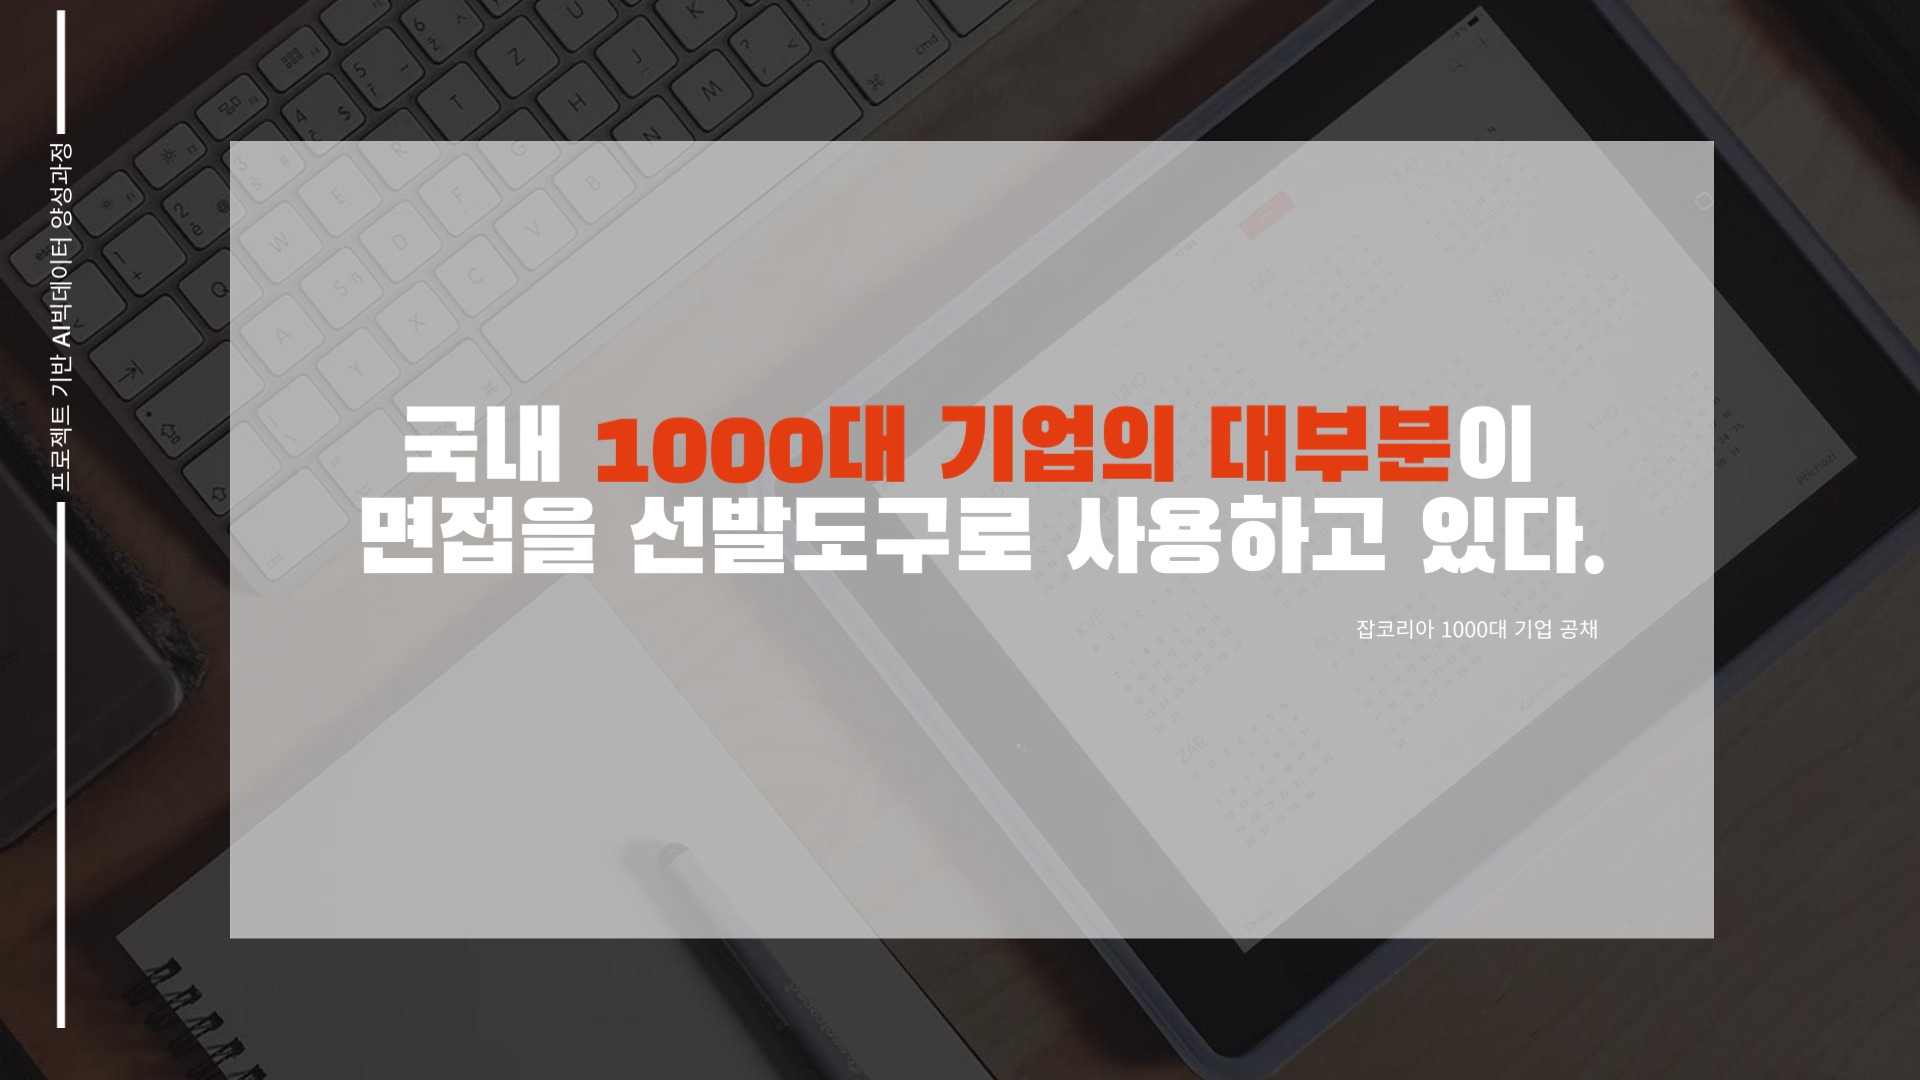 프로젝트 기반 AI빅데이터 양성과정
국내 1000대 기업의 대부분이
면접을 선발도구로 사용하고 있다.
잡코리아 1000대 기업 공채